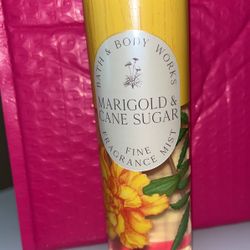 BATH & BODY WORKS
MARIGOLD &
CANE SUGAR
FINE
FRAGRANCE MIST